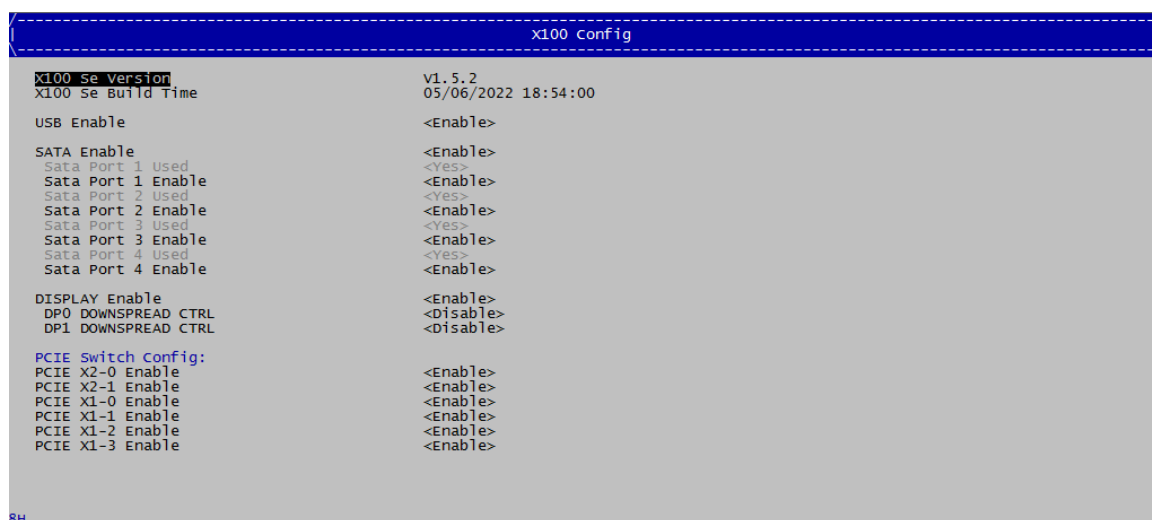 X100 Config
X100 Se Version V1.5.2
X100 Se Build Time 05/06/2022 18:54:00
USB Enable <Enable>
SATA Enable <Enable>
Sata Port 1 Used <Yes>
Sata Port 1 Enable <Enable>
Sata Port 2 Used <Yes>
Sata Port 2 Enable <Enable>
Sata Port 3 Used <Yes>
Sata Port 3 Enable <Enable>
Sata Port 4 Used <Yes>
Sata Port 4 Enable <Enable>
DISPLAY Enable <Enable>
DP0 DOWNSPREAD CTRL <Disable>
DP1 DOWNSPREAD CTRL <Disable>
PCIE Switch Config:
PCIE X2-0 Enable <Enable>
PCIE X2-1 Enable <Enable>
PCIE X1-0 Enable <Enable>
PCIE X1-1 Enable <Enable>
PCIE X1-2 Enable <Enable>
PCIE X1-3 Enable <Enable>
8H